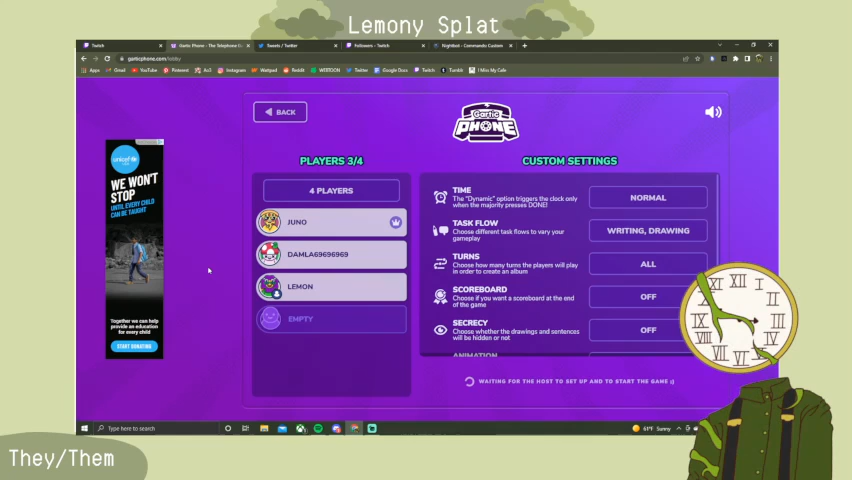 Lemony Splat
Twitch
Gartic Phone - The Telephone D
Tweets / Twitter
Followers - Twitch
Nightbot - Commands Custom
garticphone.com/lobby
Apps
Gmail
YouTube
Pinterest
Ao3
Instagram
Wattpad
Reddit
WEBTOON
Twitter
Google Docs
Twitch
Tumblr
I Miss My Cafe
BACK
Gartic
PHONE
PLAYERS 3/4
4 PLAYERS
JUNO
DAMLA69696969
LEMON
EMPTY
CUSTOM SETTINGS
TIME
The "Dynamic" option triggers the clock only
when the majority presses DONE!
NORMAL
TASK FLOW
Choose different task flows to vary your
gameplay
WRITING, DRAWING
TURNS
Choose how many turns the players will play
in order to create an album
ALL
SCOREBOARD
Choose if you want a scoreboard at the end
of the game
OFF
SECRECY
Choose whether the drawings and sentences
will be hidden or not
OFF
ANIMATION
WAITING FOR THE HOST TO SET UP AND TO START THE GAME ;)
unicef
WE WON'T
STOP
UNTIL EVERY CHILD
CAN BE TAUGHT
Together we can help
provide an education
for every child
START DONATING
Type here to search
61°F Sunny
XII
I
XI
They/Them